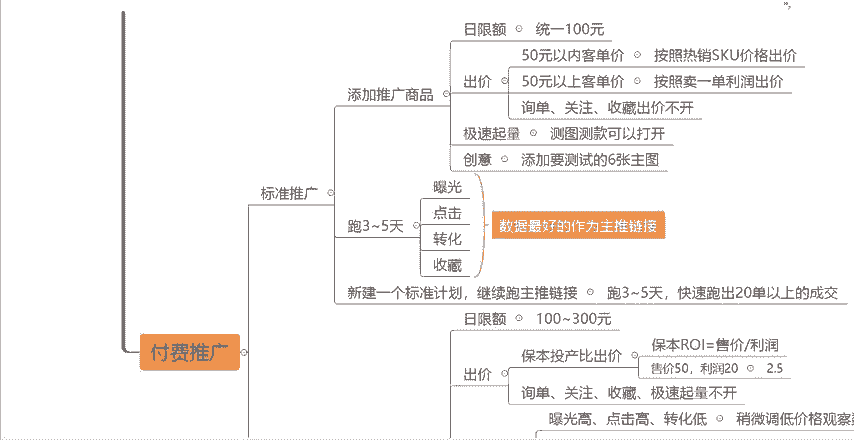 日限额
统一100元
50元以内客单价
按照热销SKU价格出价
出价
50元以上客单价
按照卖一单利润出价
添加推广商品
询单、关注、收藏出价不开
极速起量
测图测款可以打开
创意
添加要测试的6张主图
标准推广
曝光
点击
跑3~5天
转化
收藏
数据最好的作为主推链接
新建一个标准计划，继续跑主推链接
跑3~5天，快速跑出20单以上的成交
付费推广
日限额
100~300元
保本投产比出价
保本ROI=售价/利润
售价50，利润20
2.5
出价
询单、关注、收藏、极速起量不开
曝光高、点击高、转化低
稍微调低价格观察